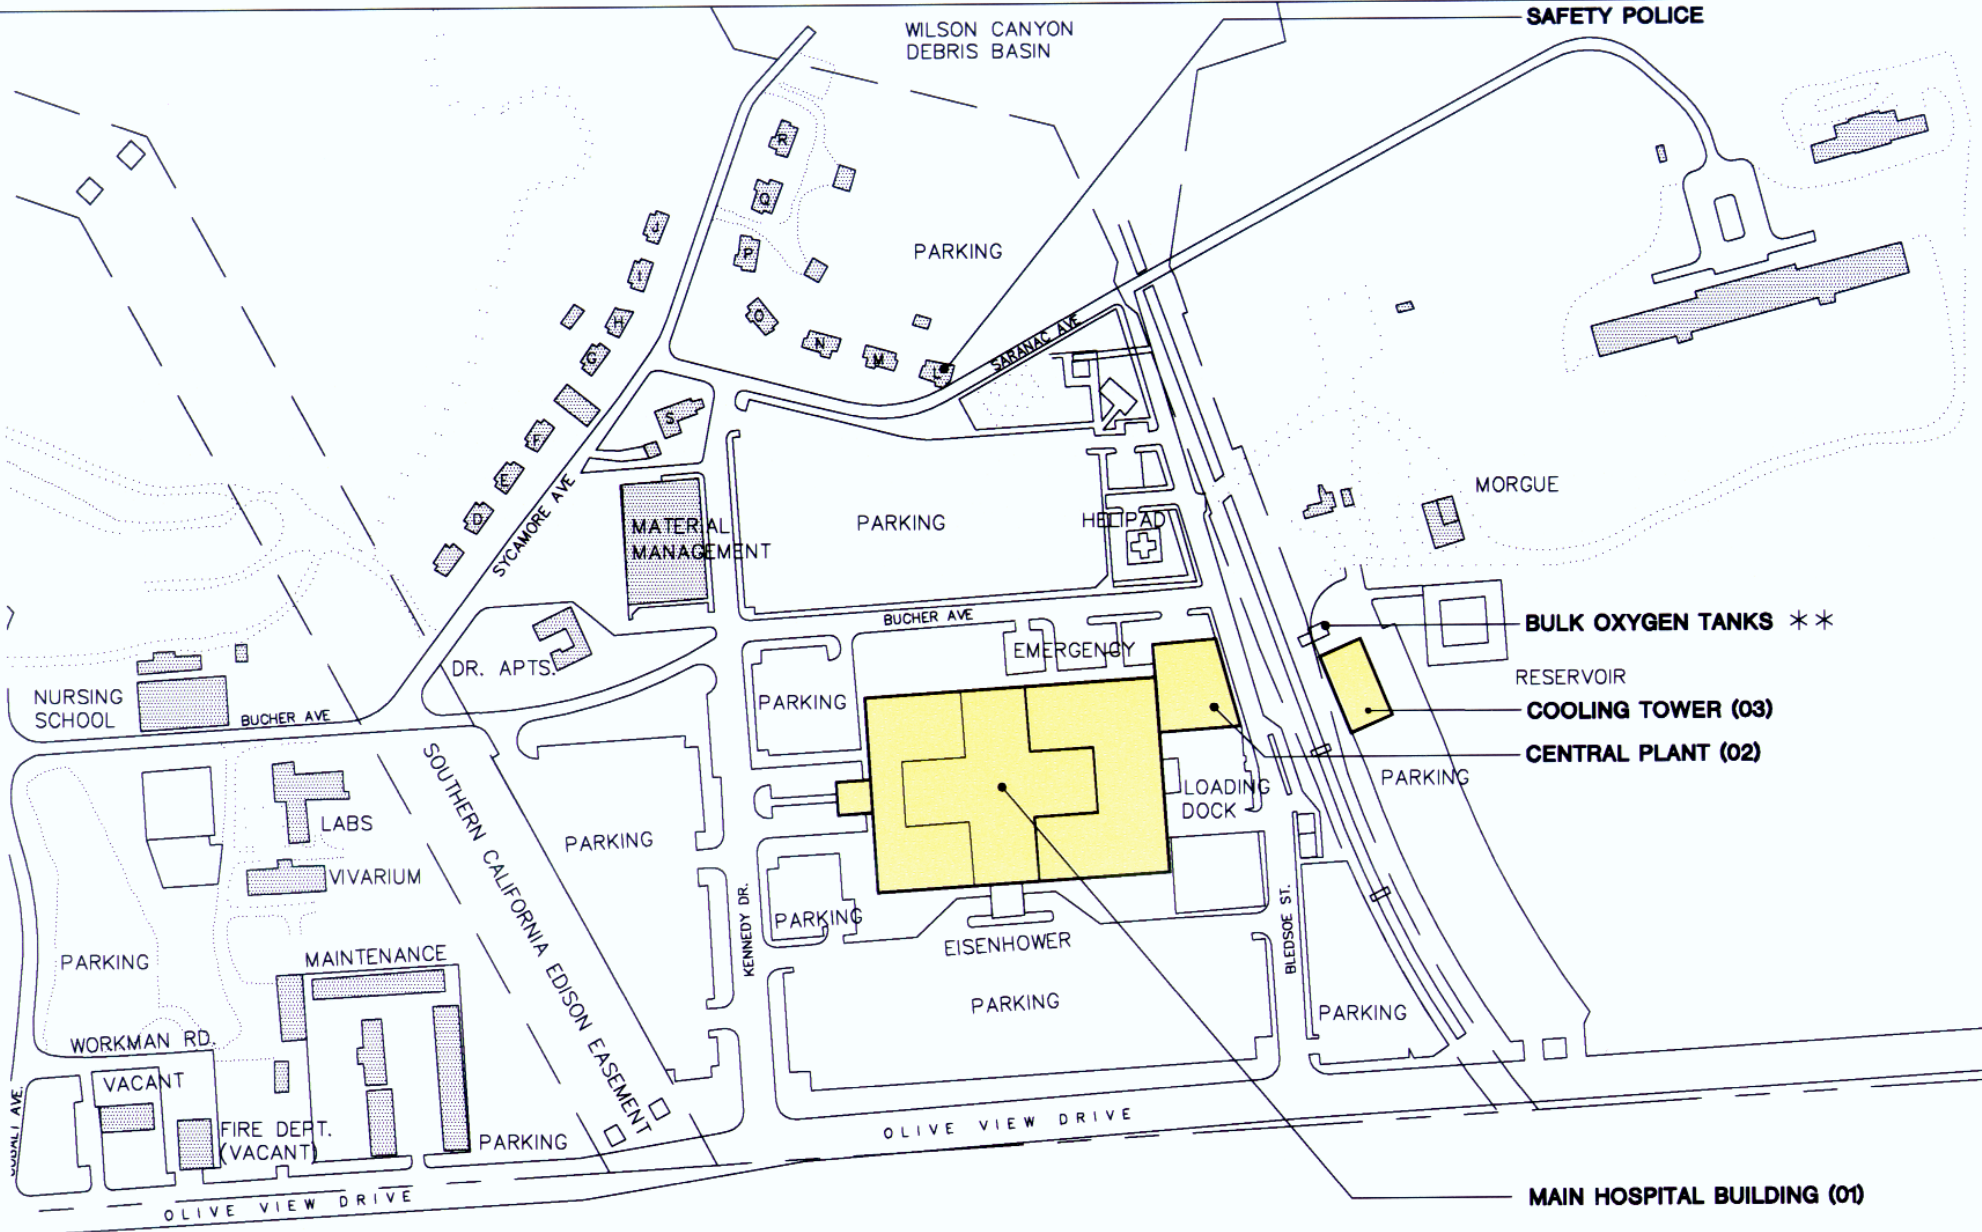 SAFETY POLICE
WILSON CANYON
DEBRIS BASIN
R
Q
J
P
PARKING
I
O
H
N
M
L
G
SARANAC AVE
S
F
E
D
SYCAMORE AVE
MATERIAL
MANAGEMENT
PARKING
HELIPAD
MORGUE
BUCHER AVE
EMERGENCY
BULK OXYGEN TANKS **
DR. APTS.
RESERVOIR
NURSING
SCHOOL
BUCHER AVE
PARKING
COOLING TOWER (03)
CENTRAL PLANT (02)
PARKING
LOADING
DOCK
SOUTHERN CALIFORNIA EDISON EASEMENT
LABS
PARKING
VIVARIUM
PARKING
KENNEDY DR.
EISENHOWER
BLEDSOE ST.
PARKING
MAINTENANCE
PARKING
PARKING
WORKMAN RD.
VACANT
FIRE DEPT.
(VACANT)
PARKING
OLIVE VIEW DRIVE
OLIVE VIEW DRIVE
MAIN HOSPITAL BUILDING (01)